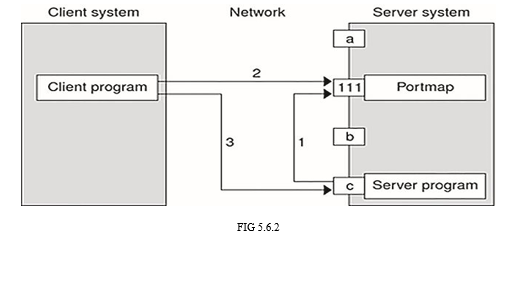 Client system Network Server system
a
Client program 2 111 Portmap
b
3 1
c Server program
FIG 5.6.2